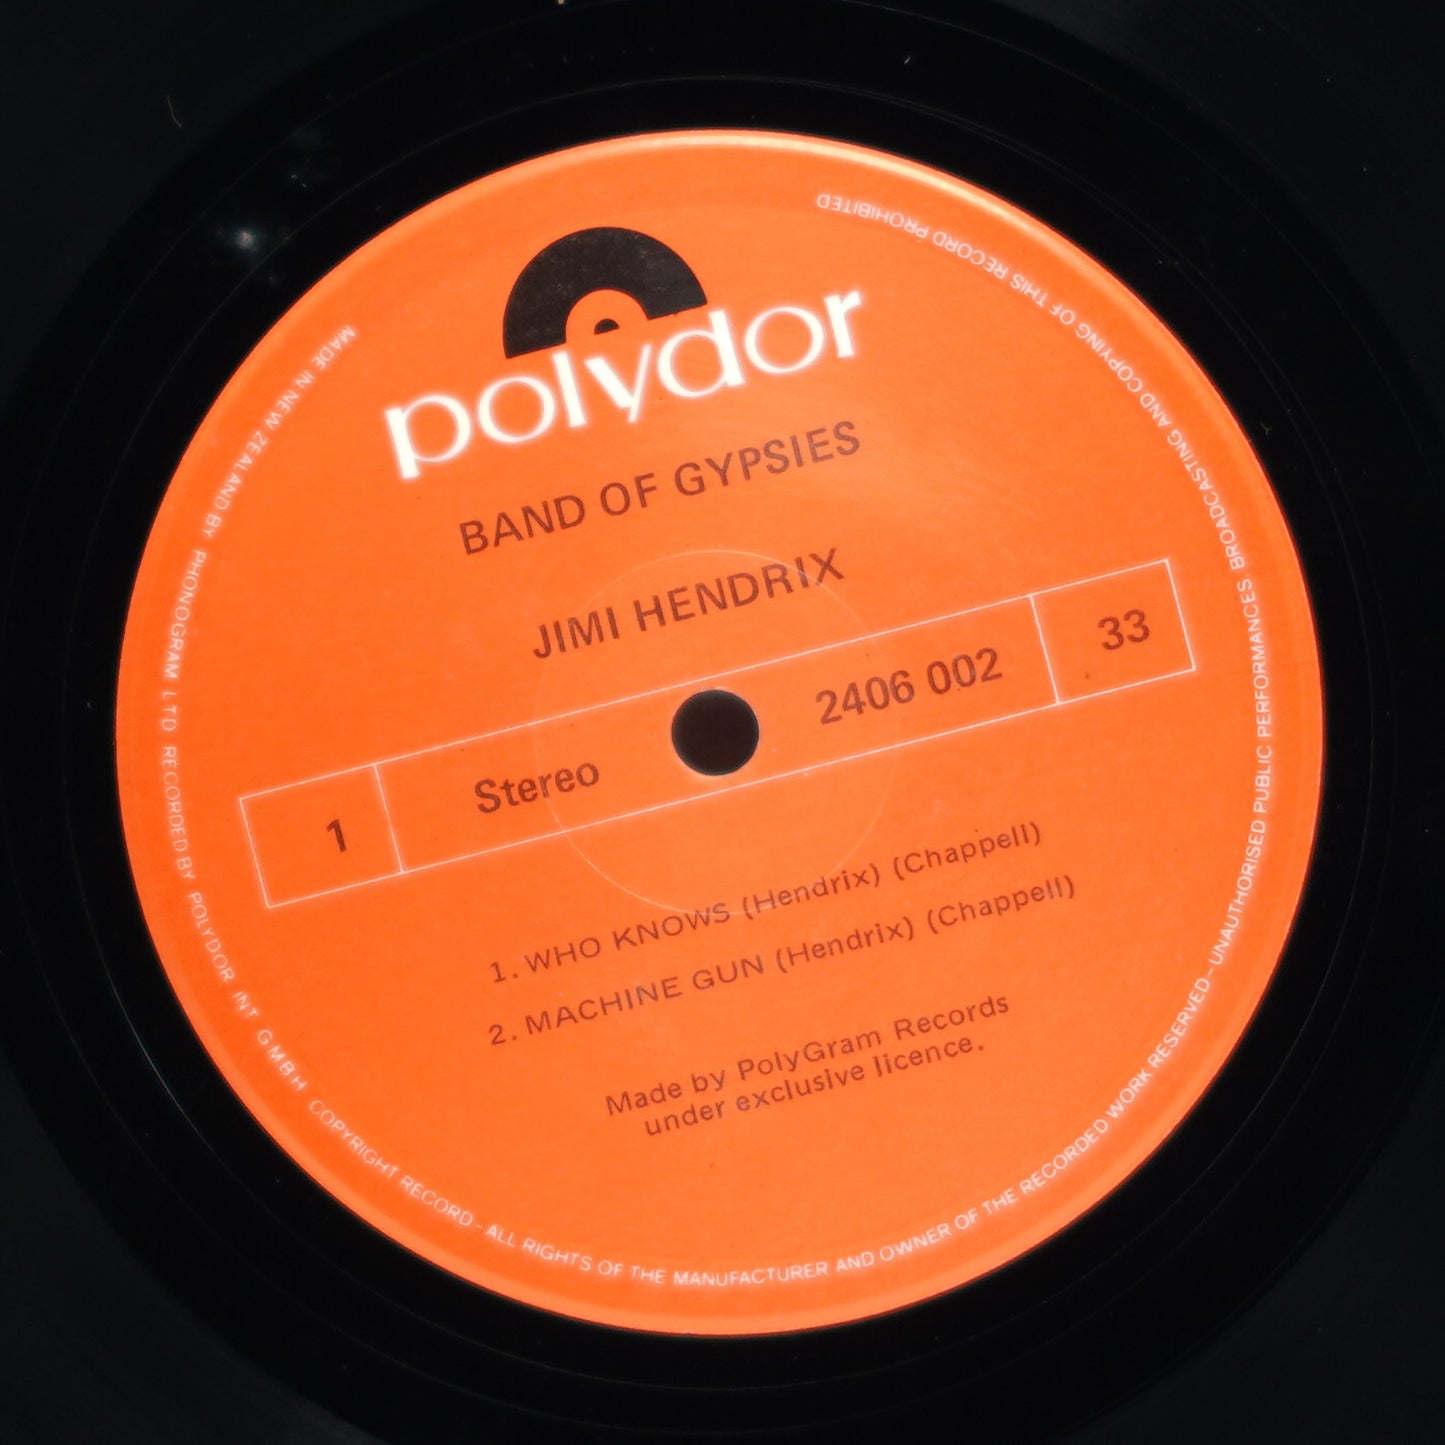 polydor
BAND OF GYPSIES
JIMI HENDRIX
1
Stereo
2406 002
33
1. WHO KNOWS (Hendrix) (Chappell)
2. MACHINE GUN (Hendrix) (Chappell)
Made by PolyGram Records
under exclusive licence.
MADE IN NEW ZEALAND BY PHONOGRAM LTD RECORDED BY POLYDOR INT GMBH COPYRIGHT RECORD - ALL RIGHTS OF THE MANUFACTURER AND OWNER OF THE RECORDED WORK RESERVED - UNAUTHORISED PUBLIC PERFORMANCES BROADCASTING AND COPYING OF THIS RECORD PROHIBITED